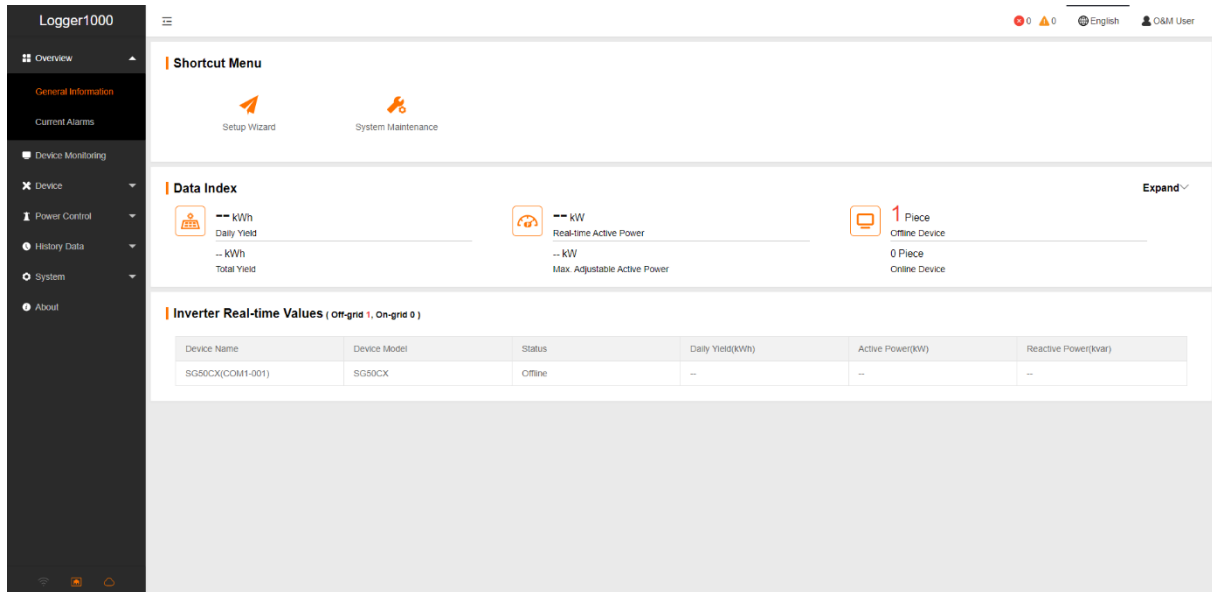 Logger1000
0 0 English O&M User
Overview
General Information
Current Alarms
Device Monitoring
Device
Power Control
History Data
System
About
Shortcut Menu
Setup Wizard System Maintenance
Data Index Expand
-- kWh
Daily Yield
-- kWh
Total Yield
-- kW
Real-time Active Power
-- kW
Max. Adjustable Active Power
1 Piece
Offline Device
0 Piece
Online Device
Inverter Real-time Values ( Off-grid 1, On-grid 0 )
Device Name Device Model Status Daily Yield(kWh) Active Power(kW) Reactive Power(kvar)
SG50CX(COM1-001) SG50CX Offline -- -- --